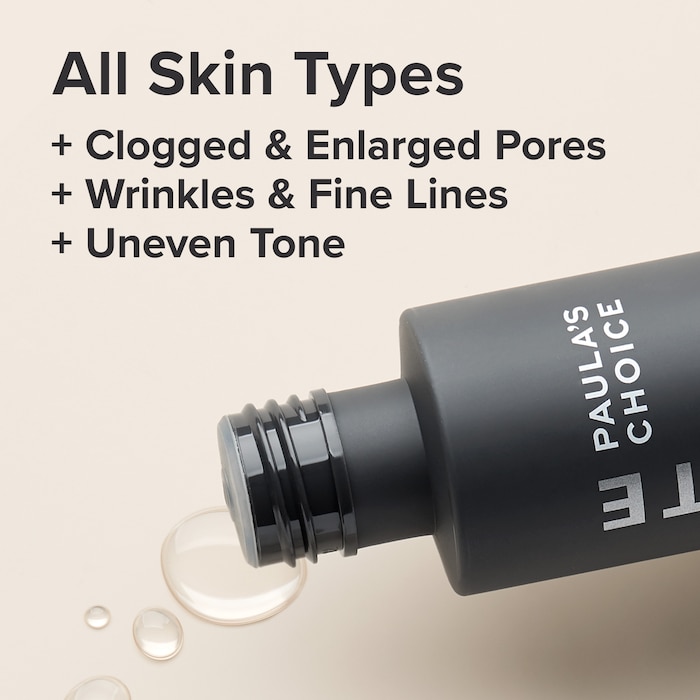 All Skin Types
+ Clogged & Enlarged Pores
+ Wrinkles & Fine Lines
+ Uneven Tone
PAULA'S
CHOICE